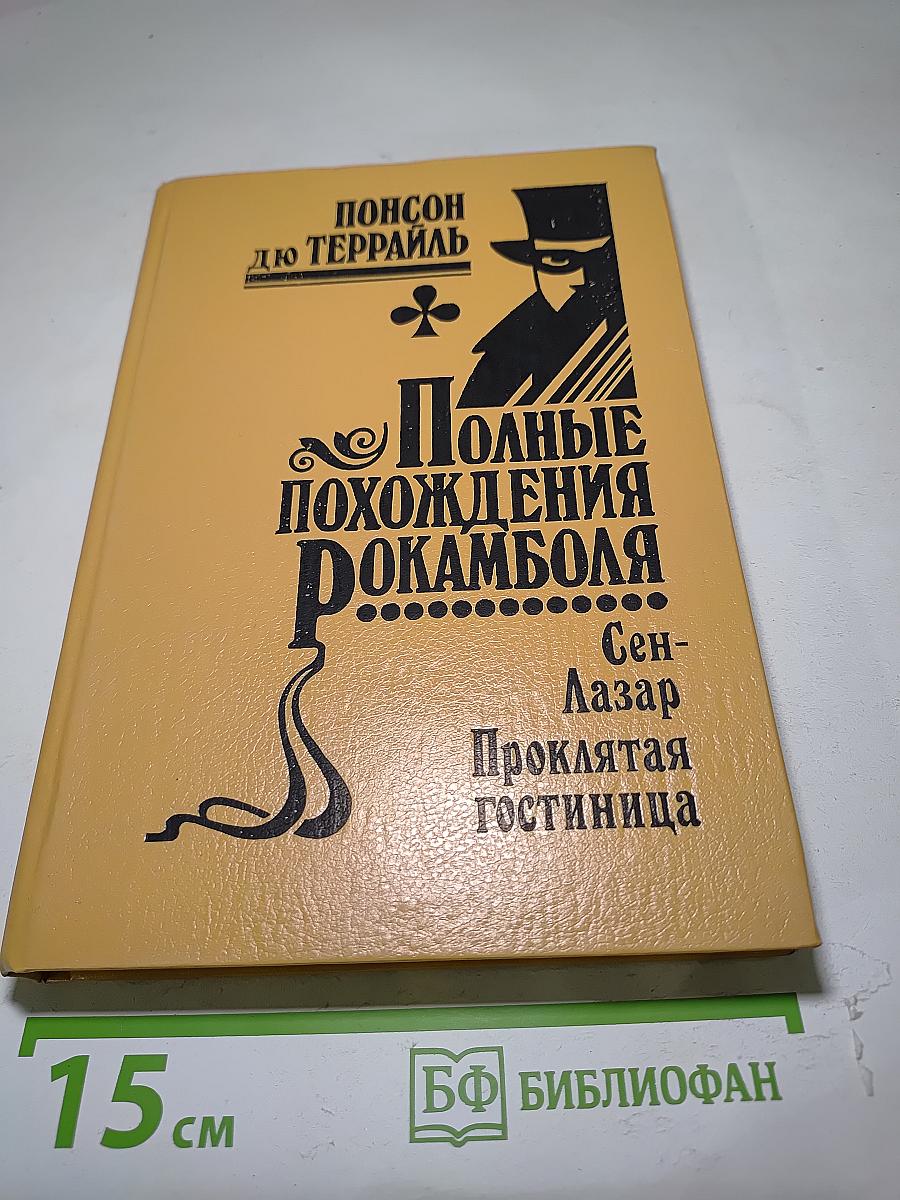 ПОНСОН
ДЮ ТЕРРАЙЛЬ
ПОЛНЫЕ
ПОХОЖДЕНИЯ
РОКАМБОЛЯ
Сен-
Лазар
Проклятая
гостиница
15 см
БФ БИБЛИОФАН